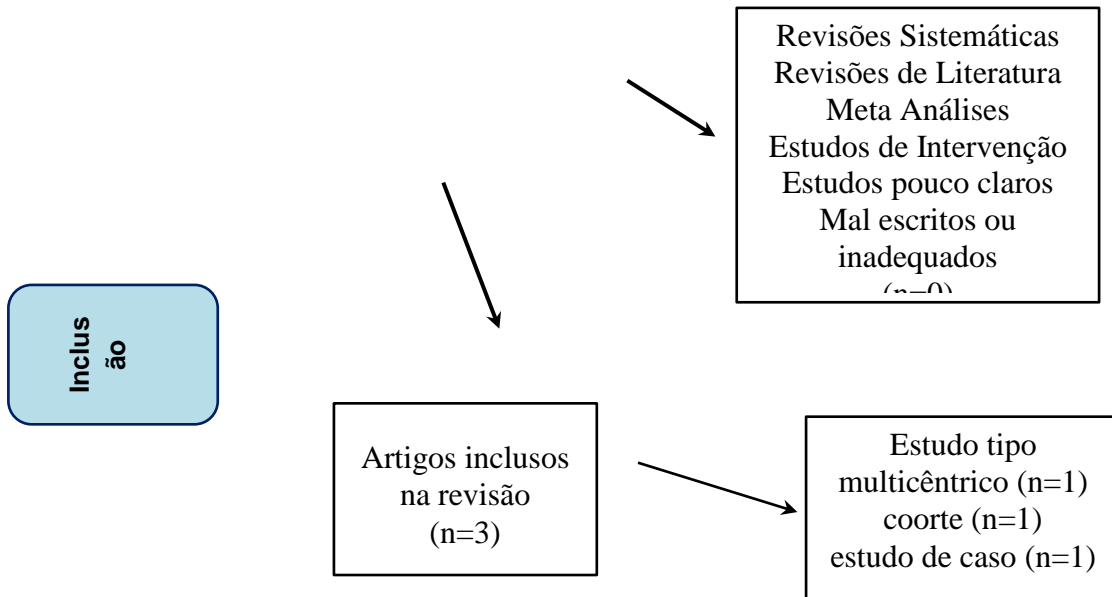 Revisões Sistemáticas
Revisões de Literatura
Meta Análises
Estudos de Intervenção
Estudos pouco claros
Mal escritos ou
inadequados
(n=0)
Inclus
ão
Artigos inclusos
na revisão
(n=3)
Estudo tipo
multicêntrico (n=1)
coorte (n=1)
estudo de caso (n=1)